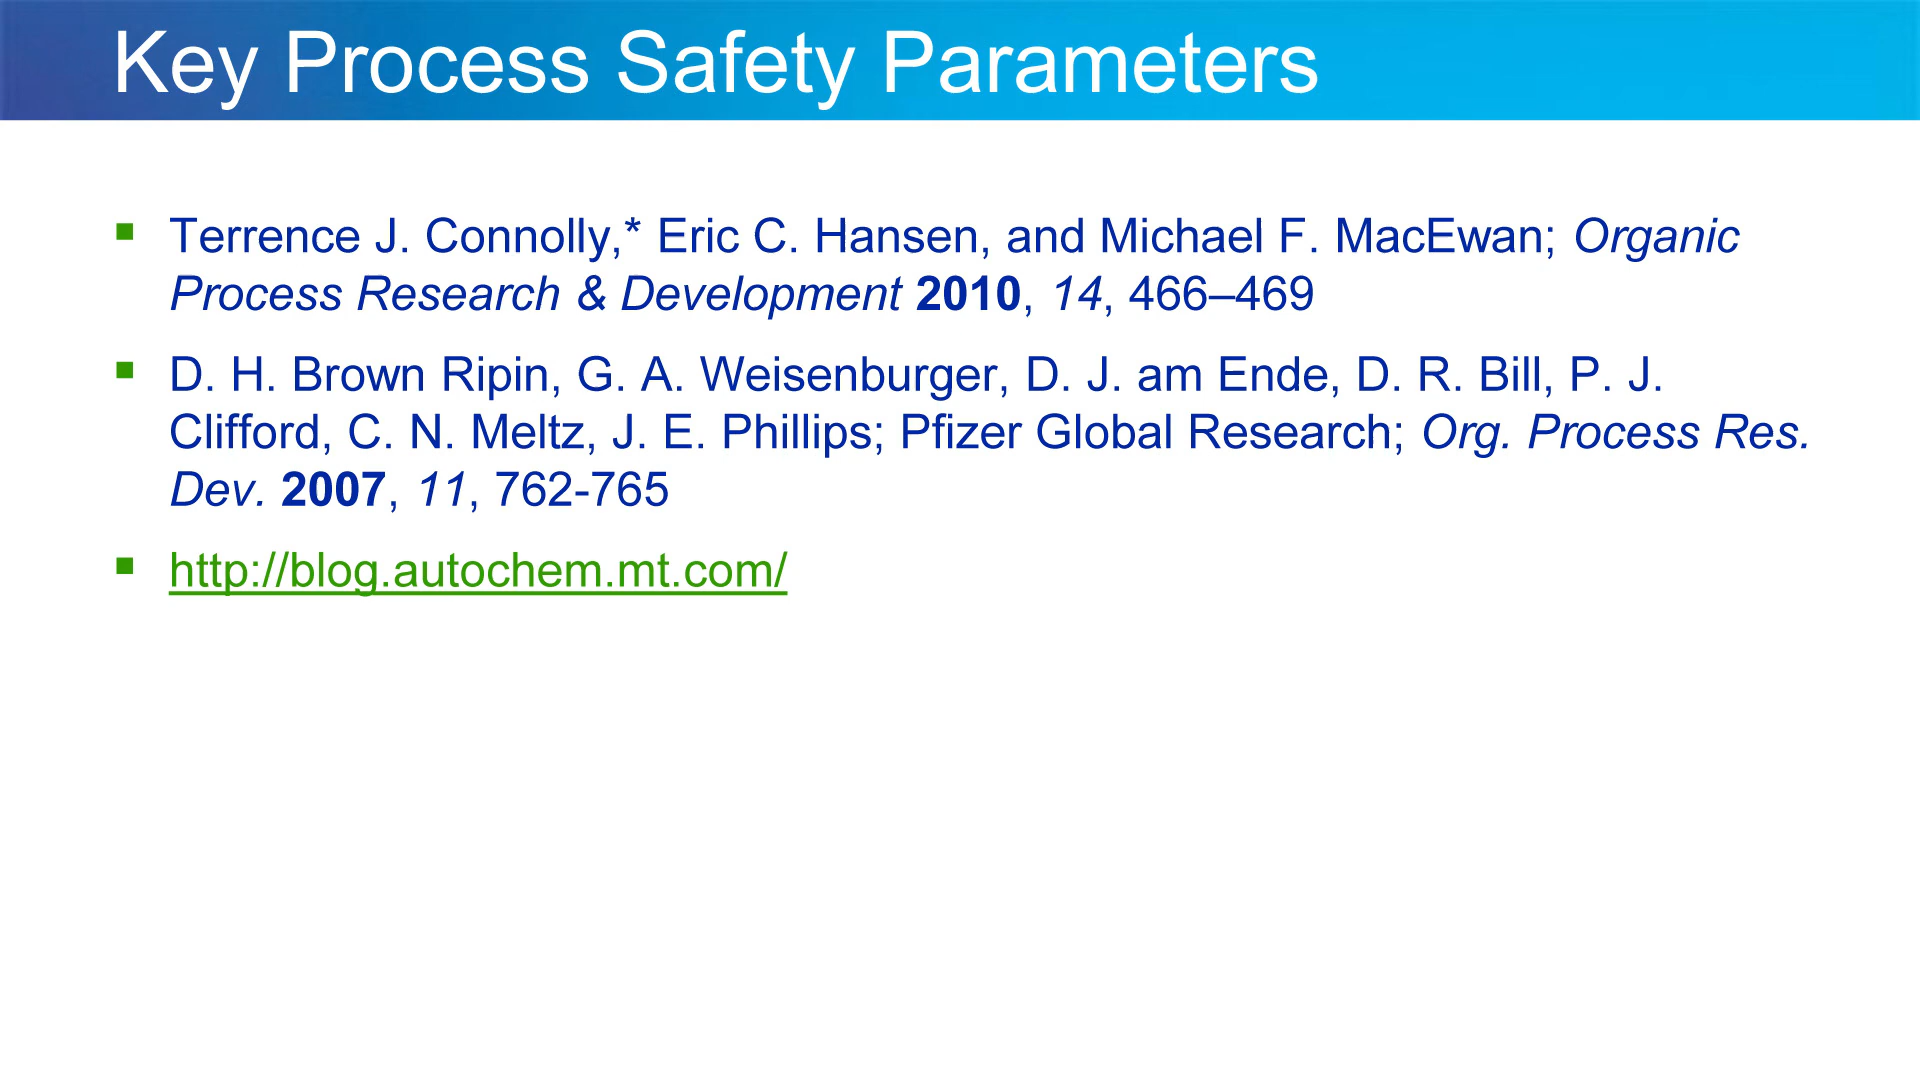 Key Process Safety Parameters
Terrence J. Connolly,* Eric C. Hansen, and Michael F. MacEwan; Organic
Process Research & Development 2010, 14, 466–469
D. H. Brown Ripin, G. A. Weisenburger, D. J. am Ende, D. R. Bill, P. J.
Clifford, C. N. Meltz, J. E. Phillips; Pfizer Global Research; Org. Process Res.
Dev. 2007, 11, 762-765
http://blog.autochem.mt.com/